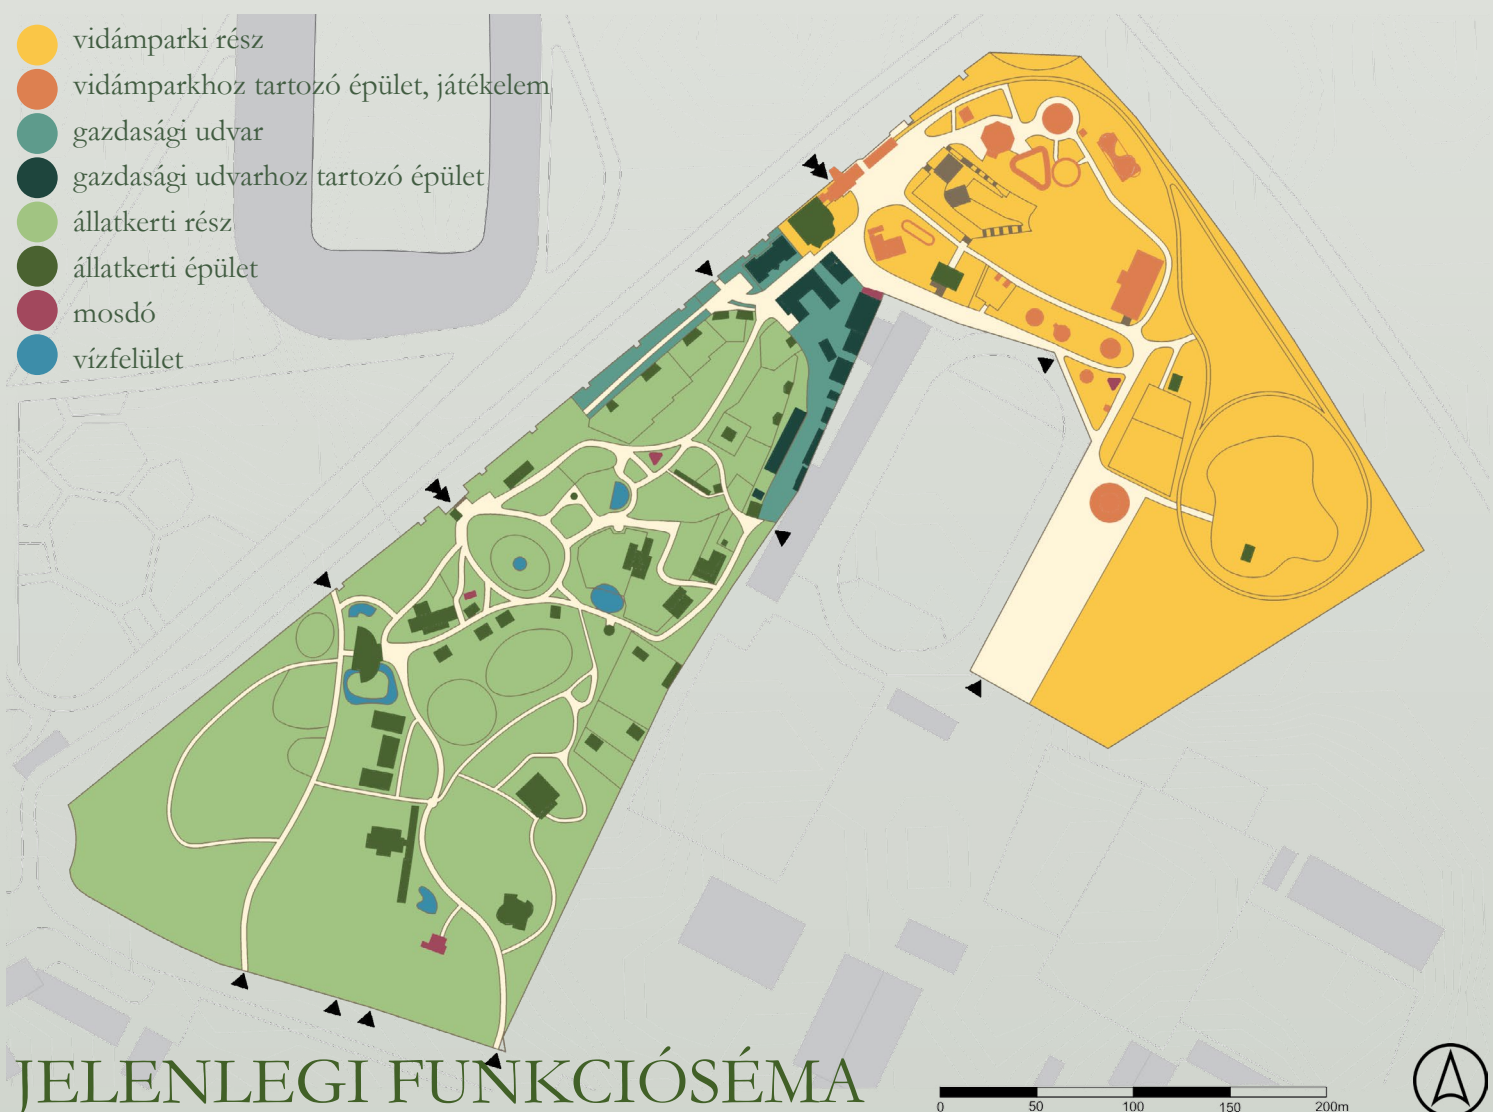 vidámparki rész
vidámparkhoz tartozó épület, játékelem
gazdasági udvar
gazdasági udvarhoz tartozó épület
állatkerti rész
állatkerti épület
mosdó
vízfelület
JELENLEGI FUNKCIÓSÉMA
0 50 100 150 200m